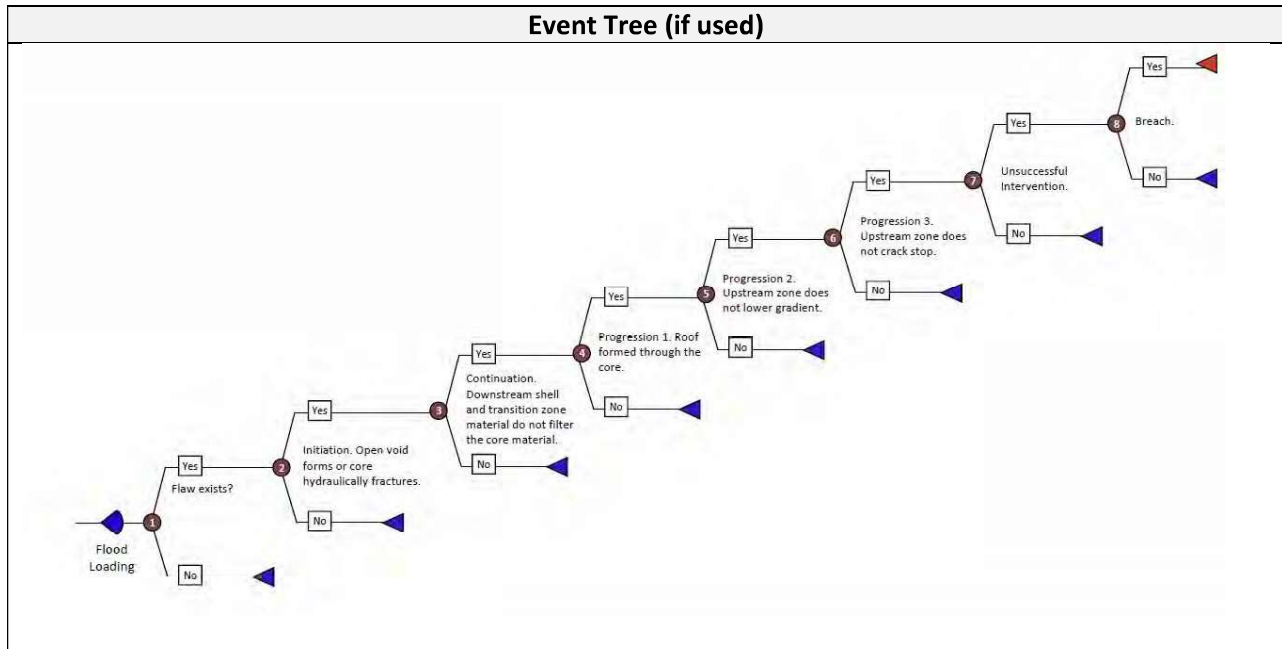 Event Tree (if used)
Yes
8
Breach.
No
Yes
7
Unsuccessful
Intervention.
No
Yes
6
Progression 3.
Upstream zone does
not crack stop.
No
Yes
5
Progression 2.
Upstream zone does
not lower gradient.
No
Yes
4
Progression 1. Roof
formed through the
core.
No
Yes
3
Continuation.
Downstream shell
and transition zone
material do not filter
the core material.
No
Yes
2
Initiation. Open void
forms or core
hydraulically fractures.
No
Yes
Flaw exists?
1
Flood
Loading
No